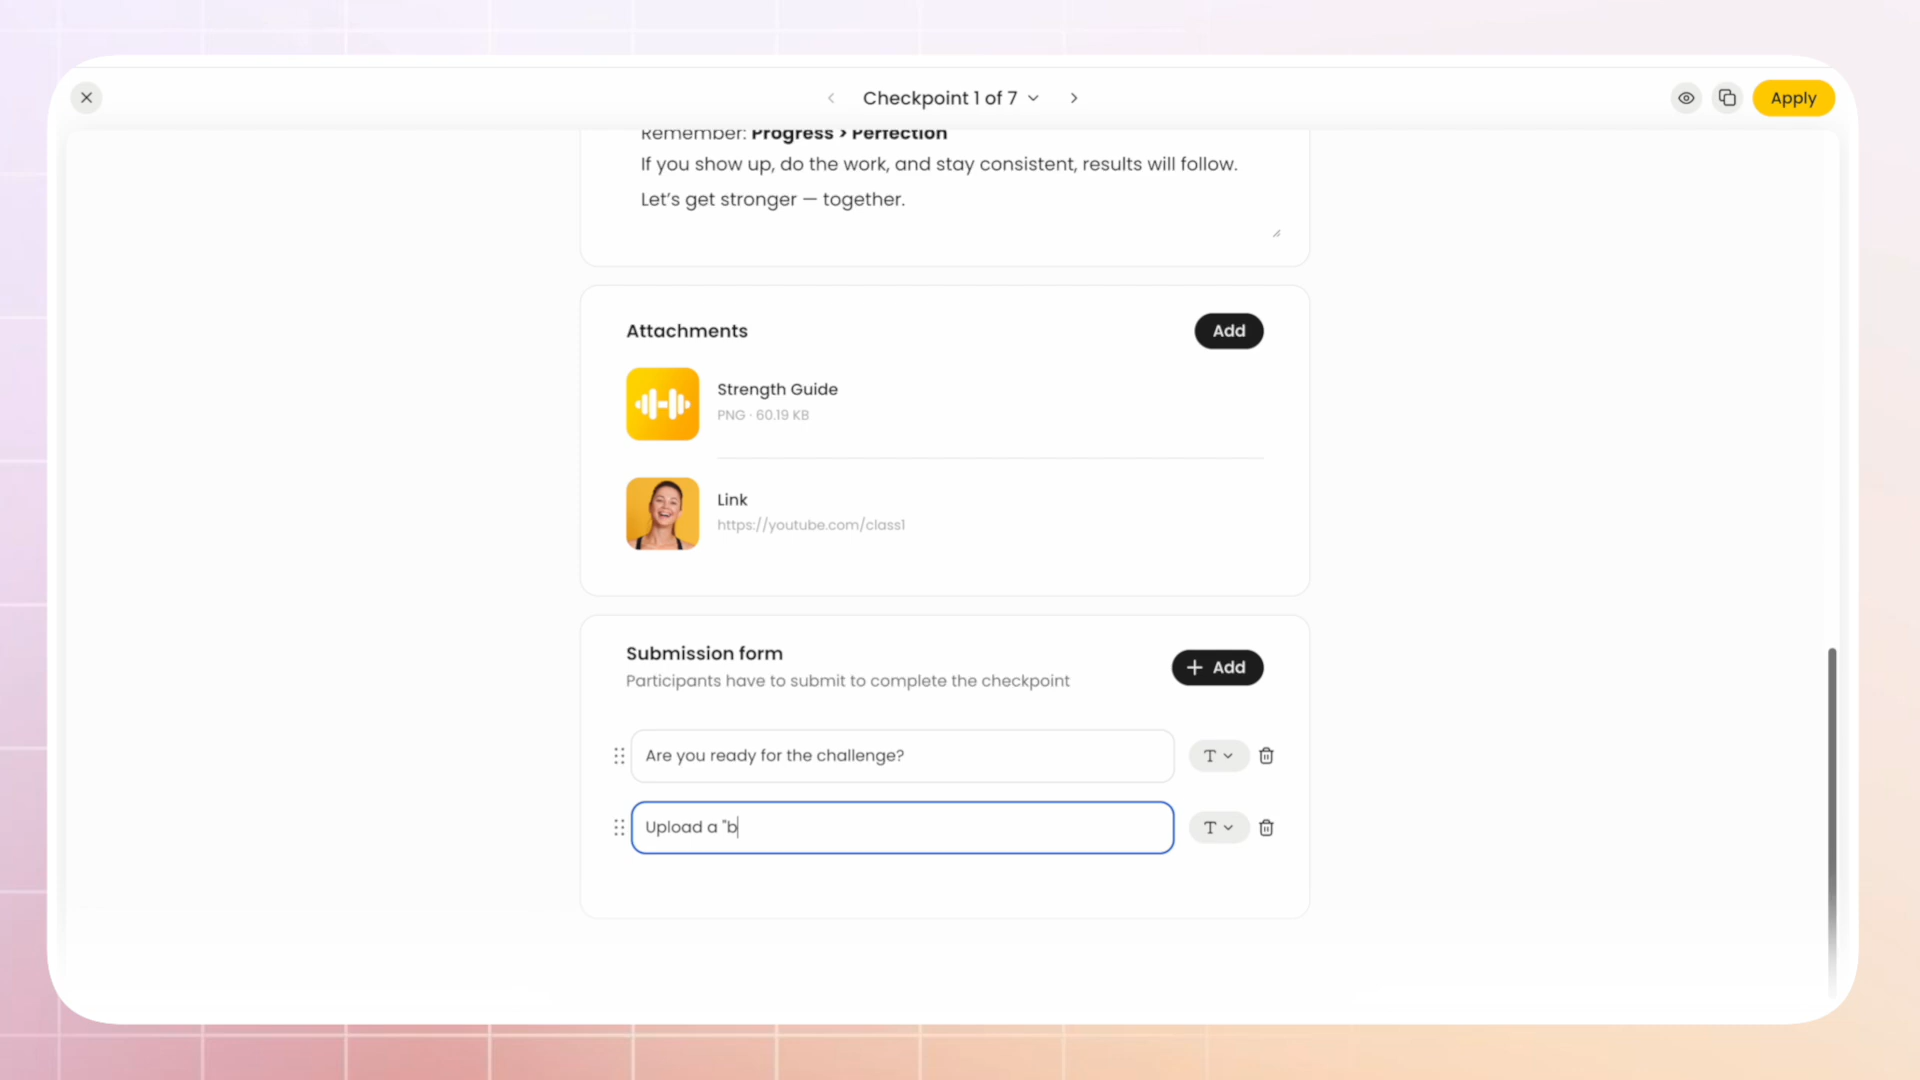 Checkpoint 1 of 7
Apply
Remember: Progress > Perfection
If you show up, do the work, and stay consistent, results will follow.
Let's get stronger — together.
Attachments
Add
Strength Guide
PNG · 60.19 KB
Link
https://youtube.com/class1
Submission form
Add
Participants have to submit to complete the checkpoint
Are you ready for the challenge?
T
Upload a "b
T